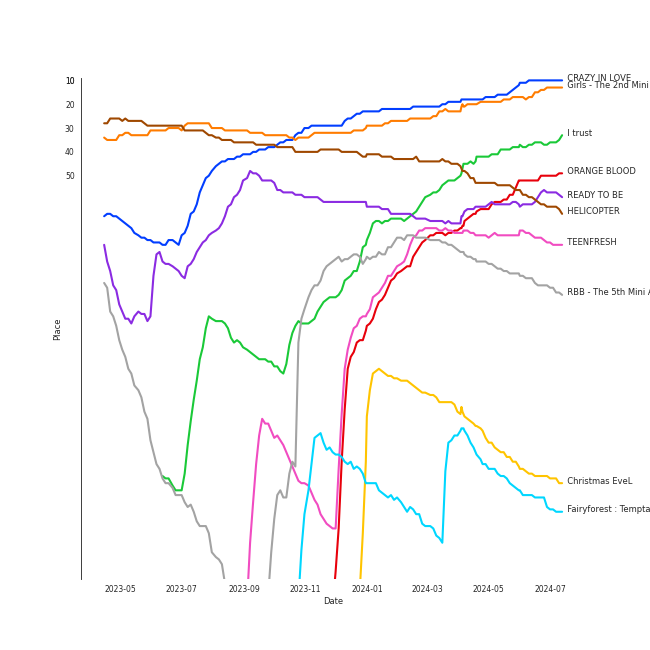 10
10
20
30
40
50
Place
2023-05
2023-07
2023-09
2023-11
2024-01
2024-03
2024-05
2024-07
Date
CRAZY IN LOVE
Girls - The 2nd Mini
I trust
ORANGE BLOOD
READY TO BE
HELICOPTER
TEENFRESH
RBB - The 5th Mini
Christmas EveL
Fairyforest : Tempta